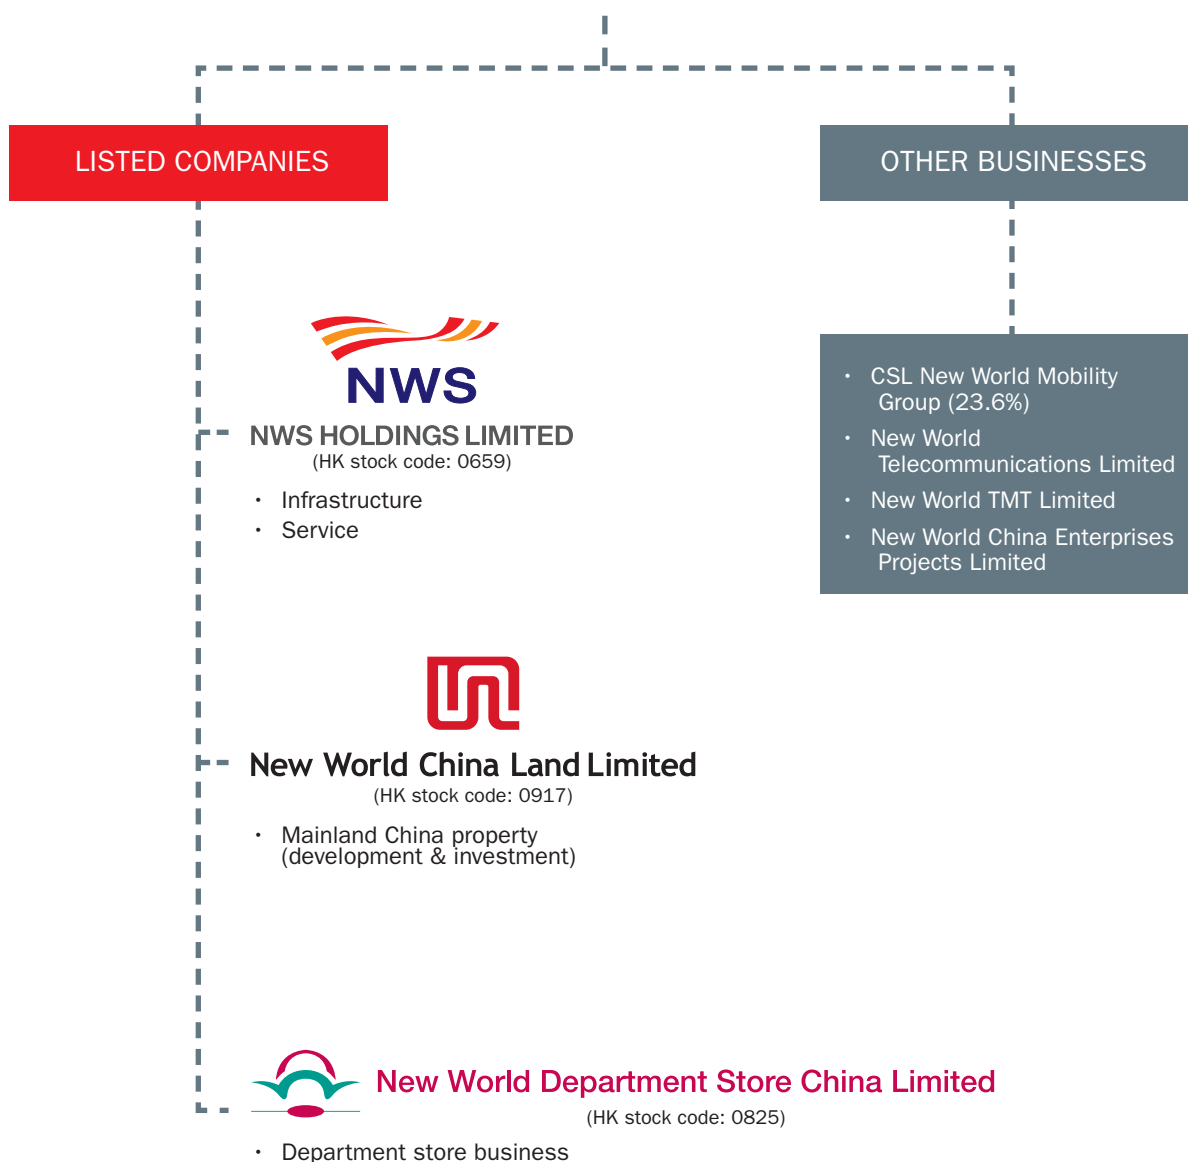 LISTED COMPANIES
OTHER BUSINESSES
NWS
NWS HOLDINGS LIMITED
(HK stock code: 0659)
· Infrastructure
· Service
New World China Land Limited
(HK stock code: 0917)
· Mainland China property
(development & investment)
New World Department Store China Limited
(HK stock code: 0825)
· Department store business
· CSL New World Mobility
Group (23.6%)
· New World
Telecommunications Limited
· New World TMT Limited
· New World China Enterprises
Projects Limited